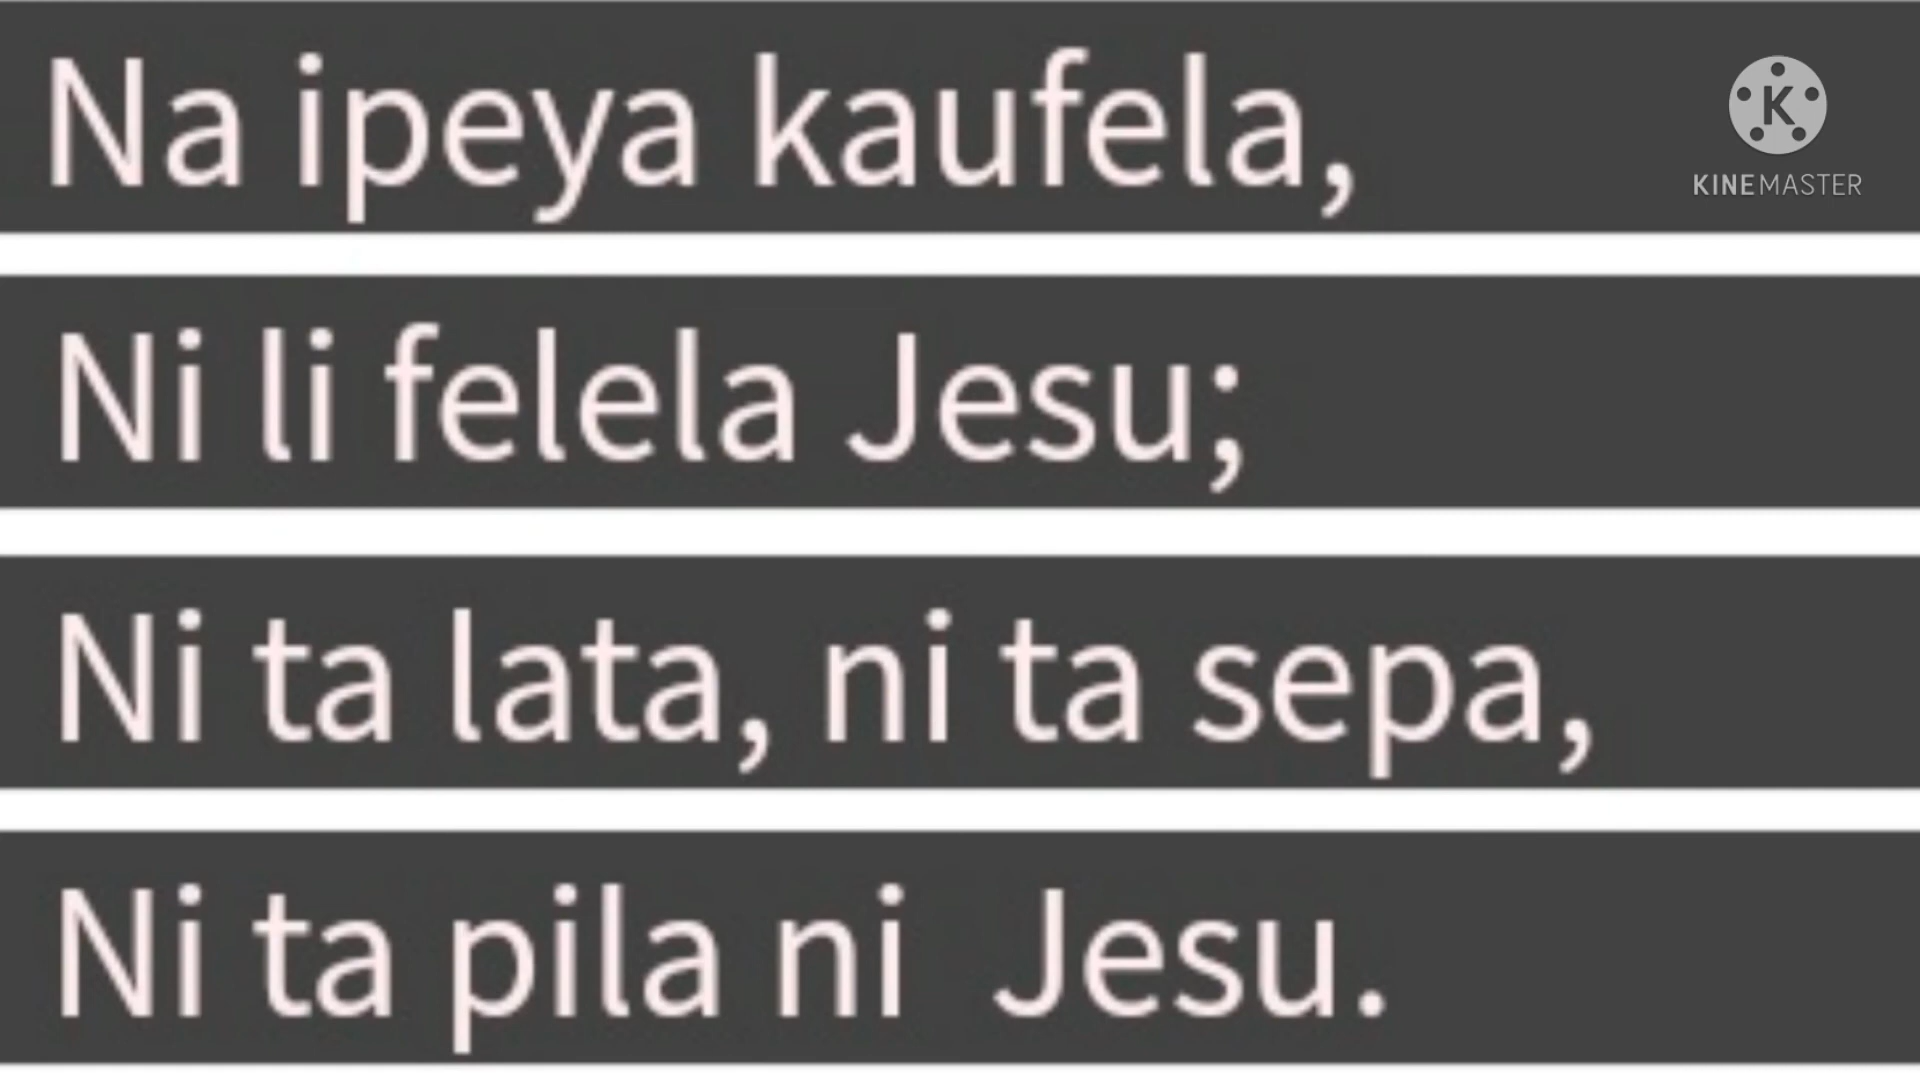 Na ipeya kaufela,
KINEMASTER
Ni li felela Jesu;
Ni ta lata, ni ta sepa,
Ni ta pila ni Jesu.